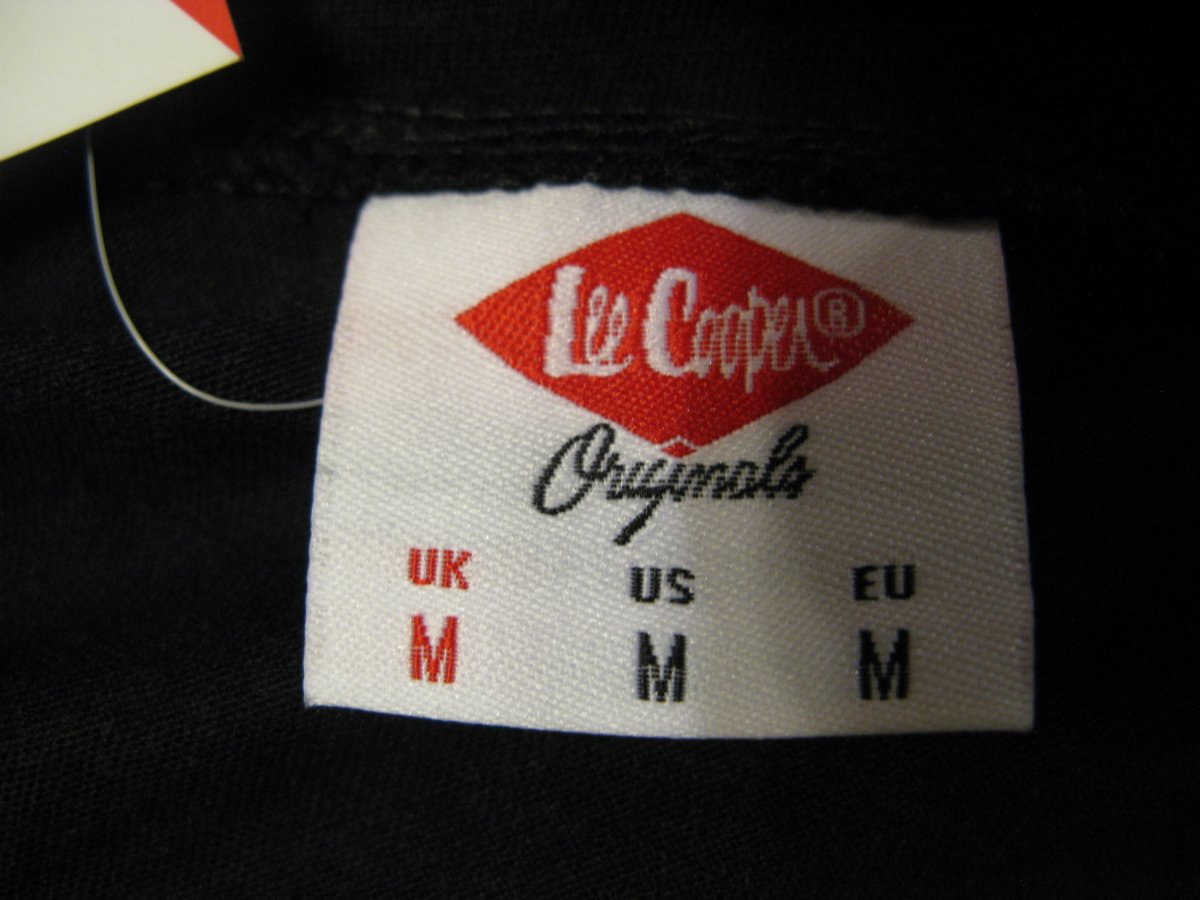 Lee Cooper®
Originals
UK US EU
M M M